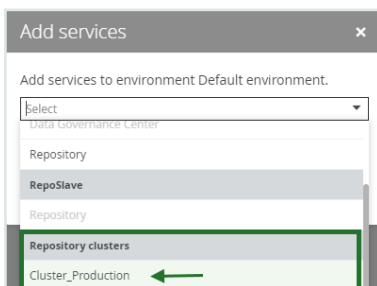 Add services ×
Add services to environment Default environment.
Select
Data Governance Center
Repository
RepoSlave
Repository
Repository clusters
Cluster_Production